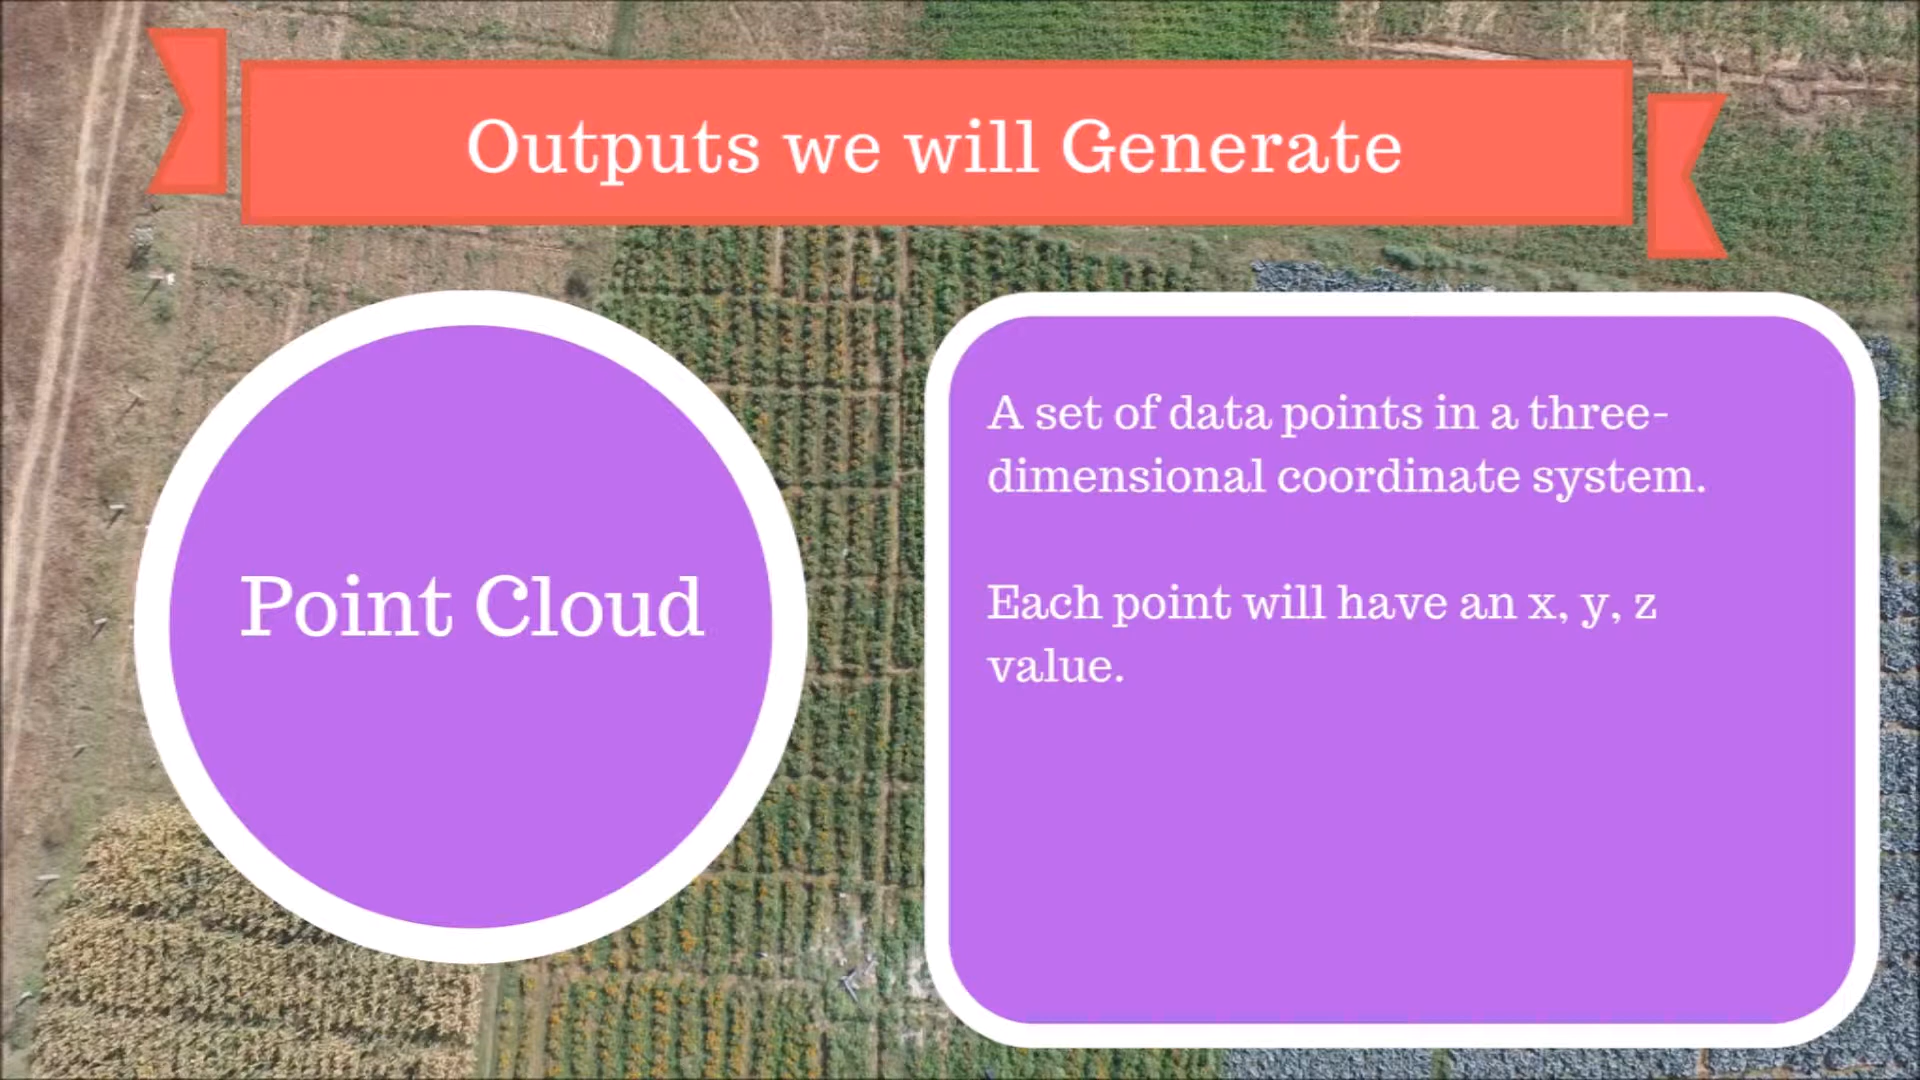 Outputs we will Generate
Point Cloud
A set of data points in a three-
dimensional coordinate system.
Each point will have an x, y, z
value.